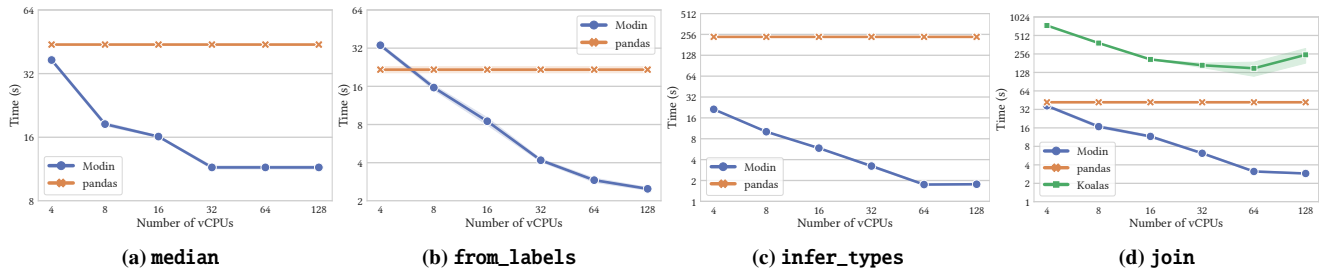 Time (s)
64
32
16
8
Modin
pandas
4 8 16 32 64 128
Number of vCPUs
(a) median
Time (s)
64
32
16
8
4
2
Modin
pandas
4 8 16 32 64 128
Number of vCPUs
(b) from_labels
Time (s)
512
256
128
64
32
16
8
4
2
1
Modin
pandas
4 8 16 32 64 128
Number of vCPUs
(c) infer_types
Time (s)
1024
512
256
128
64
32
16
8
4
2
1
Modin
pandas
Koalas
4 8 16 32 64 128
Number of vCPUs
(d) join